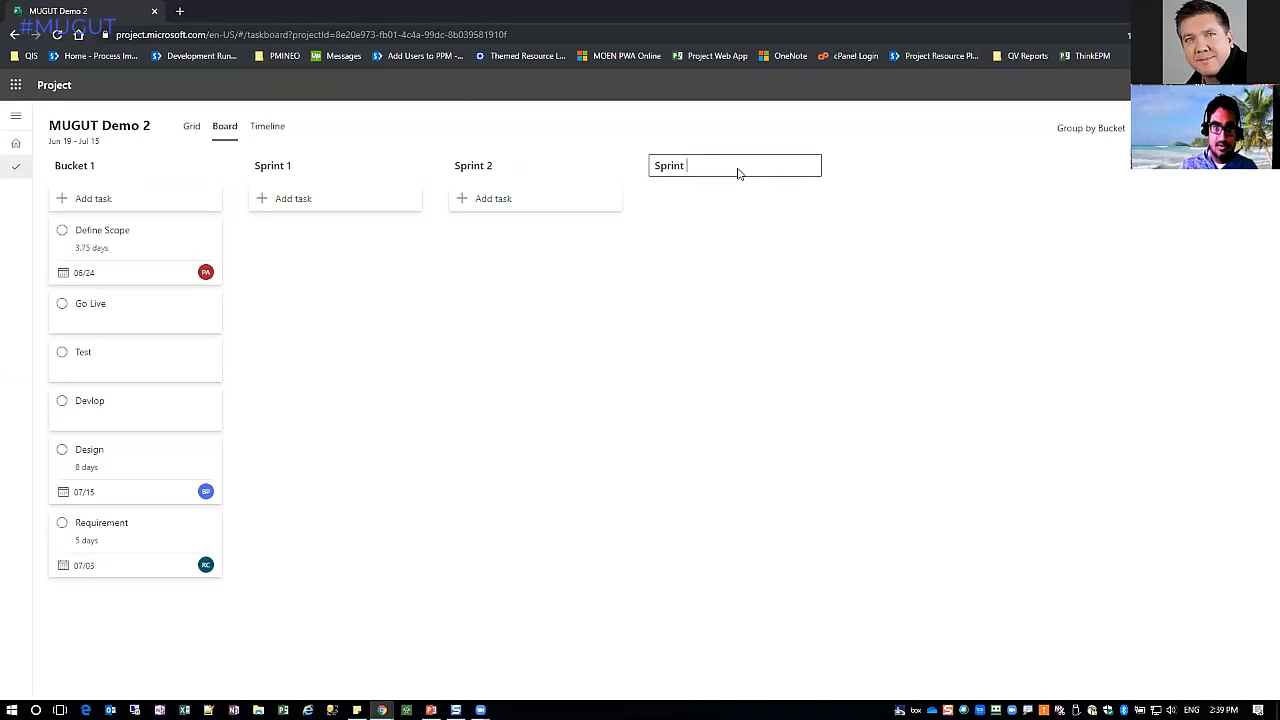 MUGUT Demo 2
#MUGUT
project.microsoft.com/en-US/#/taskboard?projectId=8e20e973-fb01-4c4a-99dc-8b039581910f
QIS
Home - Process Im...
Development Run...
PMINEO
Messages
Add Users to PPM -...
Themed Resource L...
MOEN PWA Online
Project Web App
OneNote
cPanel Login
Project Resource Pl...
QV Reports
ThinkEPM
Project
MUGUT Demo 2
Jun 19 - Jul 15
Grid
Board
Timeline
Group by Bucket
Bucket 1
Sprint 1
Sprint 2
Sprint
Add task
Add task
Add task
Define Scope
3.75 days
06/24
PA
Go Live
Test
Devlop
Design
8 days
07/15
BP
Requirement
5 days
07/03
RC
ENG
2:39 PM